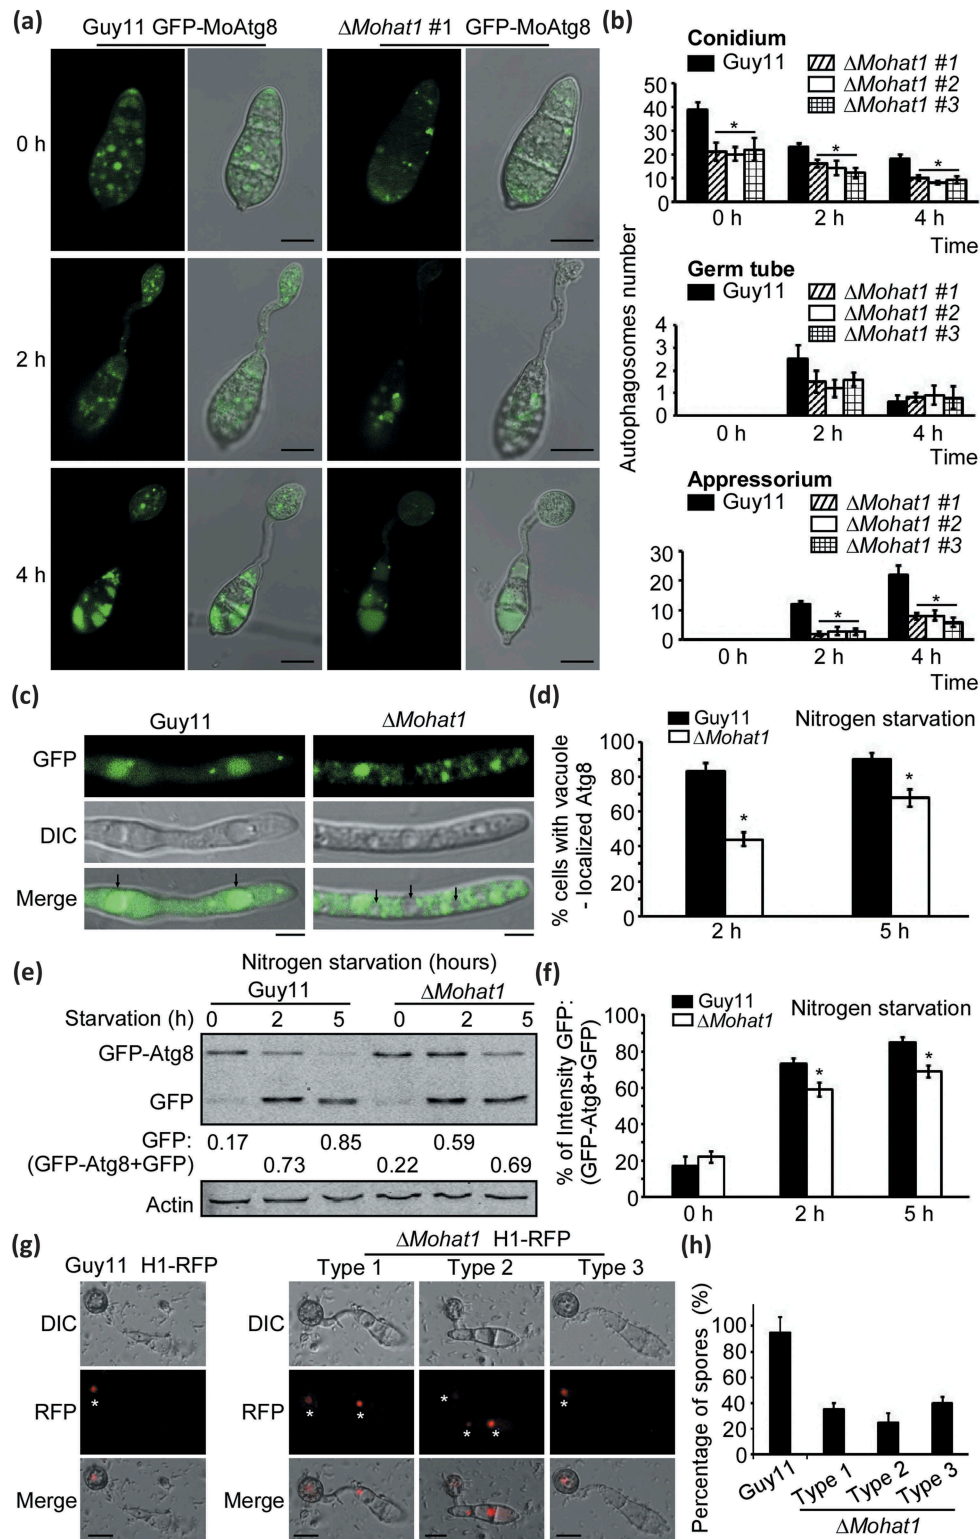 (a)
Guy11 GFP-MoAtg8
ΔMohat1 #1 GFP-MoAtg8
0 h
2 h
4 h
(b)
Autophagosomes number
Conidium
Guy11
ΔMohat1 #1
ΔMohat1 #2
ΔMohat1 #3
50
40
30
20
10
0
*
*
*
0 h
2 h
4 h
Time
Germ tube
Guy11
ΔMohat1 #1
ΔMohat1 #2
ΔMohat1 #3
4
3
2
1
0
0 h
2 h
4 h
Time
Appressorium
Guy11
ΔMohat1 #1
ΔMohat1 #2
ΔMohat1 #3
30
20
10
0
*
*
0 h
2 h
4 h
Time
(c)
Guy11
ΔMohat1
GFP
DIC
Merge
(d)
Guy11
ΔMohat1
Nitrogen starvation
% cells with vacuole
- localized Atg8
100
80
60
40
20
0
*
*
2 h
5 h
(e)
Nitrogen starvation (hours)
Guy11
ΔMohat1
Starvation (h) 0 2 5 0 2 5
GFP-Atg8
GFP
GFP: 0.17 0.85 0.59
(GFP-Atg8+GFP) 0.73 0.22 0.69
Actin
(f)
Guy11
ΔMohat1
Nitrogen starvation
% of Intensity GFP:
(GFP-Atg8+GFP)
100
80
60
40
20
0
*
*
0 h
2 h
5 h
(g)
Guy11 H1-RFP
ΔMohat1 H1-RFP
Type 1
Type 2
Type 3
DIC
RFP
Merge
DIC
RFP
Merge
*
*
*
*
*
*
*
(h)
Percentage of spores (%)
100
80
60
40
20
0
Guy11
Type 1
Type 2
Type 3
ΔMohat1